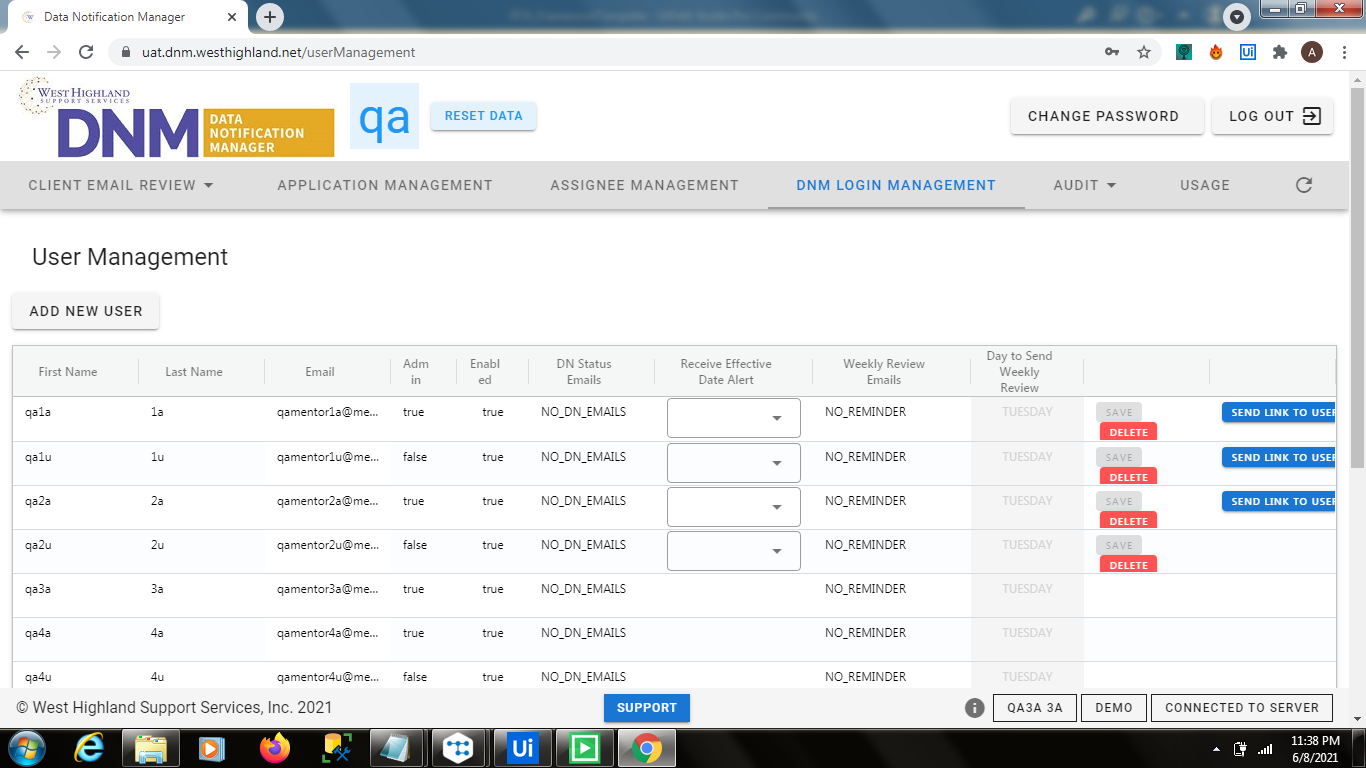 Data Notification Manager
uat.dnm.westhighland.net/userManagement
A
WEST HIGHLAND
SUPPORT SERVICES
DNM
DATA
NOTIFICATION
MANAGER
qa
RESET DATA
CHANGE PASSWORD
LOG OUT
CLIENT EMAIL REVIEW
APPLICATION MANAGEMENT
ASSIGNEE MANAGEMENT
DNM LOGIN MANAGEMENT
AUDIT
USAGE
User Management
ADD NEW USER
First Name
Last Name
Email
Adm
in
Enabl
ed
DN Status
Emails
Receive Effective
Date Alert
Weekly Review
Emails
Day to Send
Weekly
Review
qa1a 1a qamentor1a@me... true true NO_DN_EMAILS NO_REMINDER TUESDAY SAVE SEND LINK TO USER
DELETE
qa1u 1u qamentor1u@me... false true NO_DN_EMAILS NO_REMINDER TUESDAY SAVE SEND LINK TO USER
DELETE
qa2a 2a qamentor2a@me... true true NO_DN_EMAILS NO_REMINDER TUESDAY SAVE SEND LINK TO USER
DELETE
qa2u 2u qamentor2u@me... false true NO_DN_EMAILS NO_REMINDER TUESDAY SAVE
DELETE
qa3a 3a qamentor3a@me... true true NO_DN_EMAILS NO_REMINDER TUESDAY
qa4a 4a qamentor4a@me... true true NO_DN_EMAILS NO_REMINDER TUESDAY
qa4u 4u qamentor4u@me... false true NO_DN_EMAILS NO_REMINDER TUESDAY
© West Highland Support Services, Inc. 2021
SUPPORT
QA3A 3A
DEMO
CONNECTED TO SERVER
Ui
11:38 PM
6/8/2021